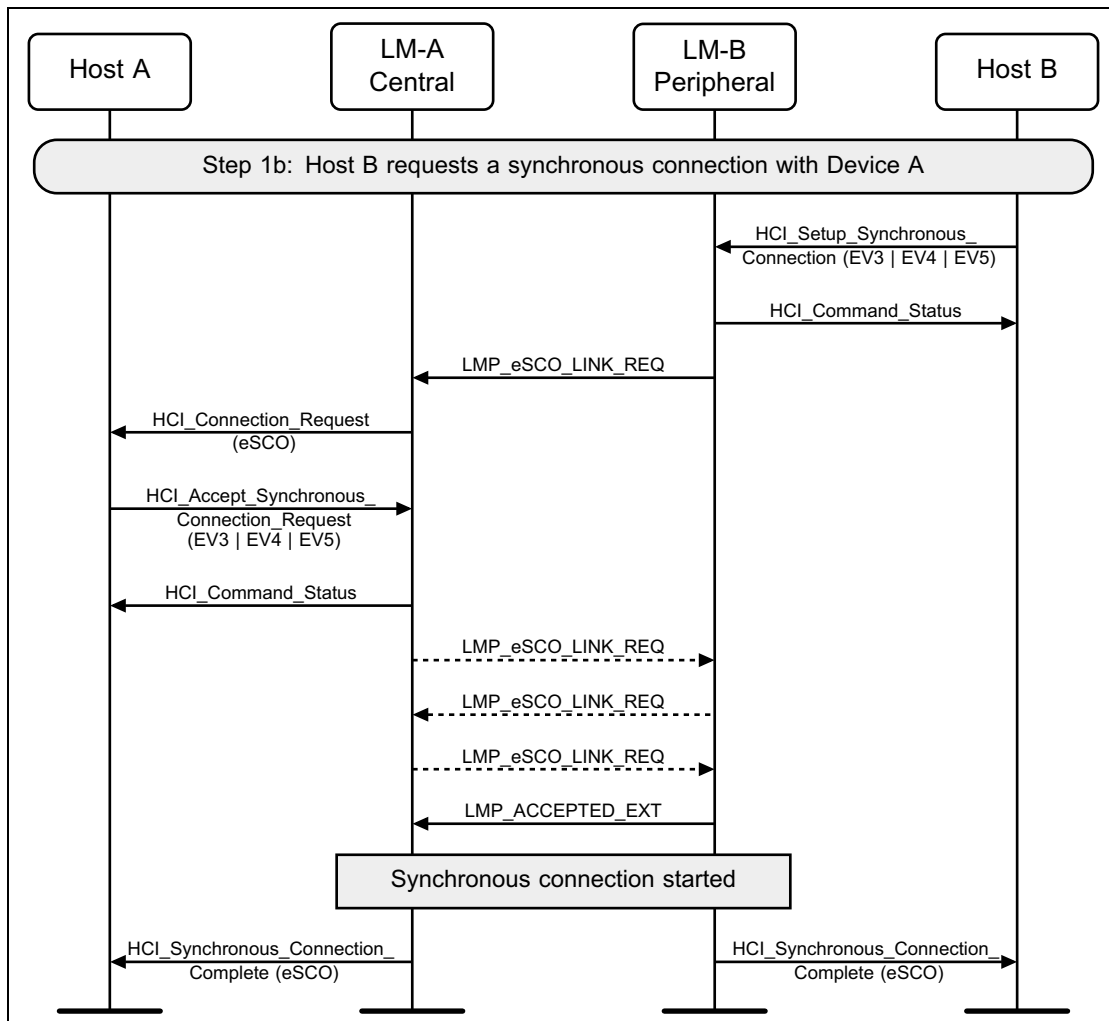 Host A
LM-A
Central
LM-B
Peripheral
Host B
Step 1b: Host B requests a synchronous connection with Device A
HCI_Setup_Synchronous_
Connection (EV3 | EV4 | EV5)
HCI_Command_Status
LMP_eSCO_LINK_REQ
HCI_Connection_Request
(eSCO)
HCI_Accept_Synchronous_
Connection_Request
(EV3 | EV4 | EV5)
HCI_Command_Status
LMP_eSCO_LINK_REQ
LMP_eSCO_LINK_REQ
LMP_eSCO_LINK_REQ
LMP_ACCEPTED_EXT
Synchronous connection started
HCI_Synchronous_Connection_
Complete (eSCO)
HCI_Synchronous_Connection_
Complete (eSCO)